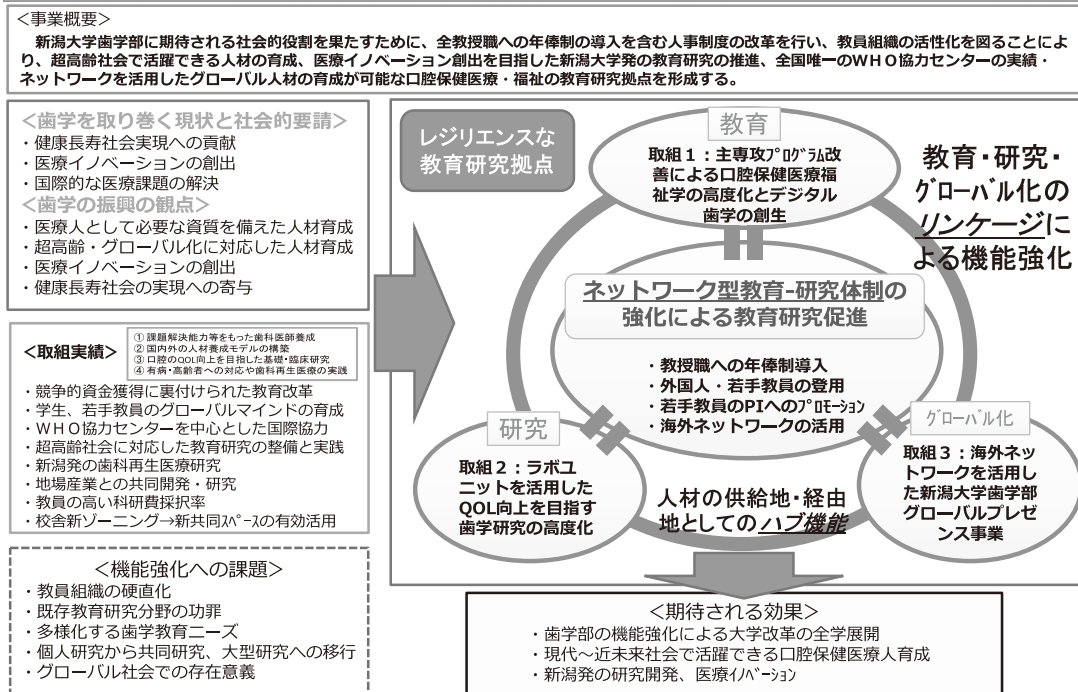 <事業概要>
新潟大学歯学部に期待される社会的役割を果たすために、全教授職への年俸制の導入を含む人事制度の改革を行い、教員組織の活性化を図ることによ
り、超高齢社会で活躍できる人材の育成、医療イノベーション創出を目指した新潟大学発の教育研究の推進、全国唯一のWHO協力センターの実績・
ネットワークを活用したグローバル人材の育成が可能な口腔保健医療・福祉の教育研究拠点を形成する。
<歯学を取り巻く現状と社会的要請>
・健康長寿社会実現への貢献
・医療イノベーションの創出
・国際的な医療課題の解決
<歯学の振興の観点>
・医療人として必要な資質を備えた人材育成
・超高齢・グローバル化に対応した人材育成
・医療イノベーションの創出
・健康長寿社会の実現への寄与
<取組実績>
① 課題解決能力等をもった歯科医師養成
② 国内外の人材養成モデルの構築
③ 口腔のQOL向上を目指した基礎・臨床研究
④ 有病・高齢者への対応や歯科再生医療の実践
・競争的資金獲得に裏付けられた教育改革
・学生、若手教員のグローバルマインドの育成
・WHO協力センターを中心とした国際協力
・超高齢社会に対応した教育研究の整備と実践
・新潟発の歯科再生医療研究
・地場産業との共同開発・研究
・教員の高い科研費採択率
・校舎新ゾーニング→新共同スペースの有効活用
<機能強化への課題>
・教員組織の硬直化
・既存教育研究分野の功罪
・多様化する歯学教育ニーズ
・個人研究から共同研究、大型研究への移行
・グローバル社会での存在意義
レジリエンスな
教育研究拠点
教育
取組1：主専攻プログラム改
善による口腔保健医療福
祉学の高度化とデジタル
歯学の創生
教育・研究・
グローバル化の
リンケージに
よる機能強化
ネットワーク型教育-研究体制の
強化による教育研究促進
・教授職への年俸制導入
・外国人・若手教員の登用
・若手教員のPIへのプロモーション
・海外ネットワークの活用
研究
取組2：ラボユ
ニットを活用した
QOL向上を目指す
歯学研究の高度化
グローバル化
取組3：海外ネッ
トワークを活用し
た新潟大学歯学部
グローバルプレゼ
ンス事業
人材の供給地・経由
地としてのハブ機能
<期待される効果>
・歯学部の機能強化による大学改革の全学展開
・現代～近未来社会で活躍できる口腔保健医療人育成
・新潟発の研究開発、医療イノベーション